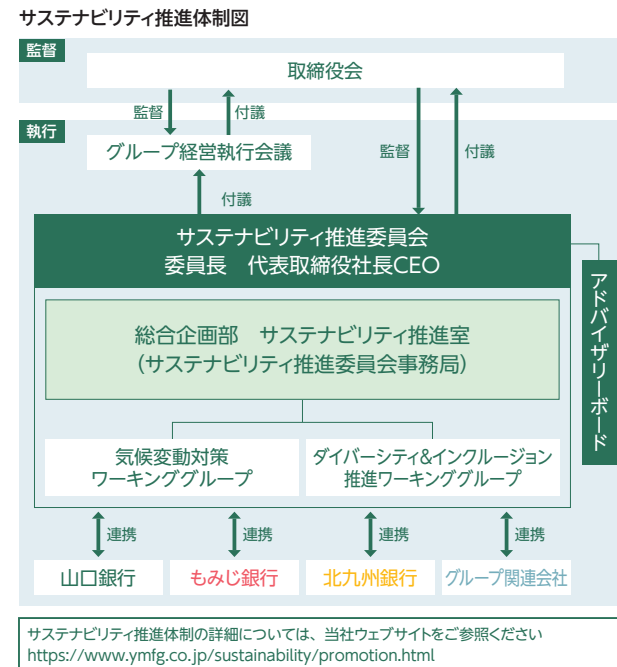 サステナビリティ推進体制図
監督
取締役会
監督
付議
執行
グループ経営執行会議
監督
付議
付議
サステナビリティ推進委員会
委員長　代表取締役社長CEO
アドバイザリーボード
総合企画部　サステナビリティ推進室
（サステナビリティ推進委員会事務局）
気候変動対策
ワーキンググループ
ダイバーシティ&インクルージョン
推進ワーキンググループ
連携
連携
連携
連携
山口銀行
もみじ銀行
北九州銀行
グループ関連会社
サステナビリティ推進体制の詳細については、当社ウェブサイトをご参照ください
https://www.ymfg.co.jp/sustainability/promotion.html